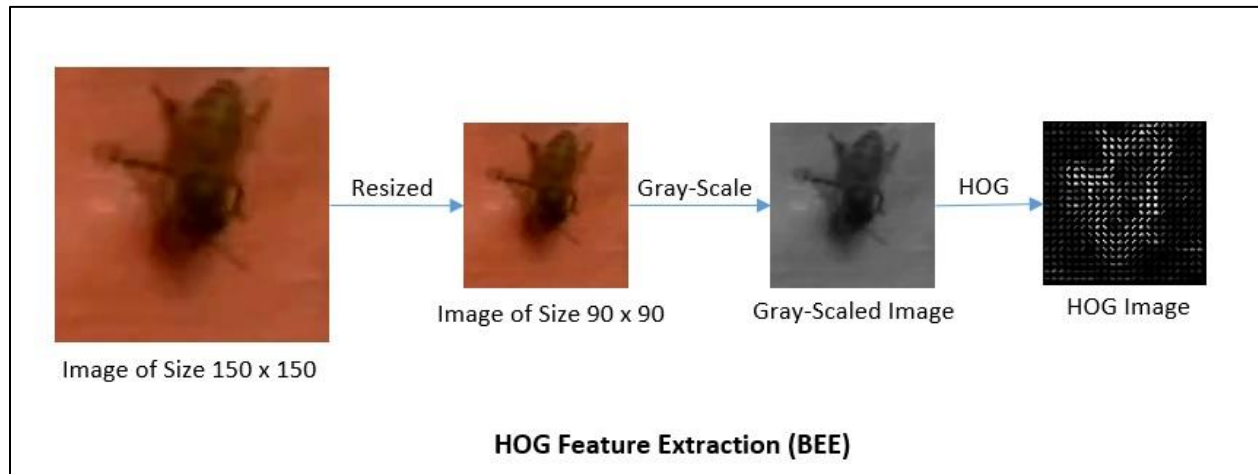 Resized
Gray-Scale
HOG
Image of Size 150 x 150
Image of Size 90 x 90
Gray-Scaled Image
HOG Image
HOG Feature Extraction (BEE)